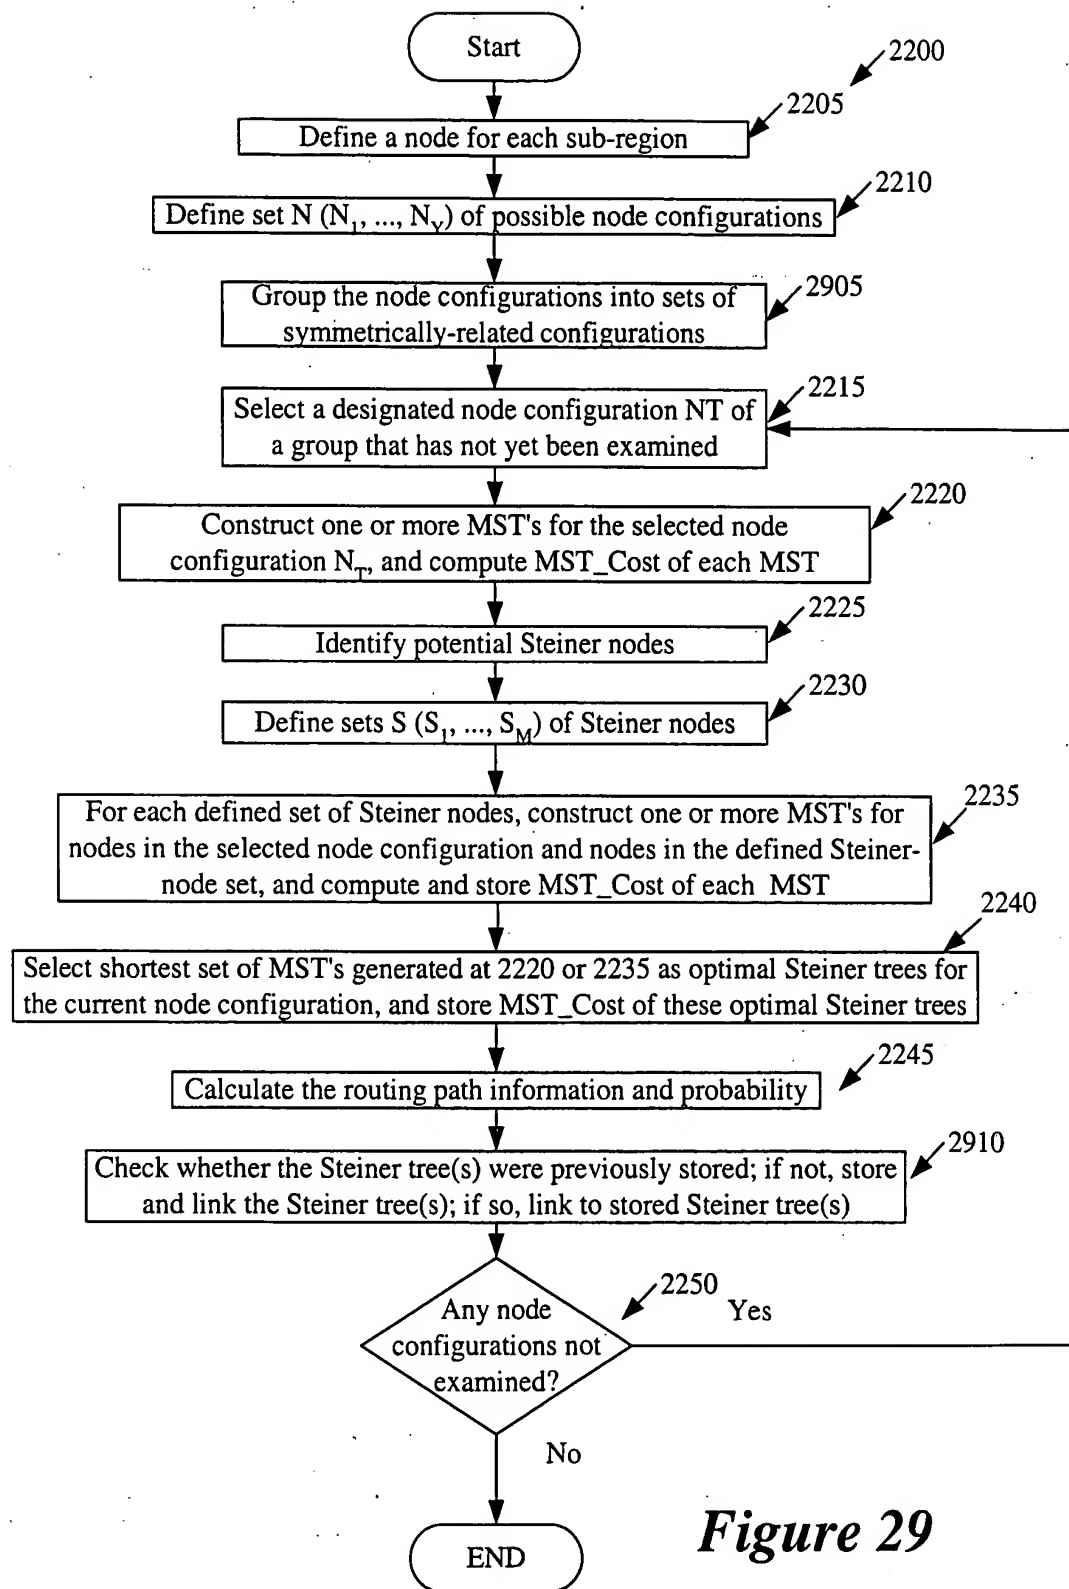 Start
2200
2205
Define a node for each sub-region
2210
Define set N (N1, ..., NY) of possible node configurations
2905
Group the node configurations into sets of
symmetrically-related configurations
2215
Select a designated node configuration NT of
a group that has not yet been examined
2220
Construct one or more MST's for the selected node
configuration NT, and compute MST_Cost of each MST
2225
Identify potential Steiner nodes
2230
Define sets S (S1, ..., SM) of Steiner nodes
2235
For each defined set of Steiner nodes, construct one or more MST's for
nodes in the selected node configuration and nodes in the defined Steiner-
node set, and compute and store MST_Cost of each MST
2240
Select shortest set of MST's generated at 2220 or 2235 as optimal Steiner trees for
the current node configuration, and store MST_Cost of these optimal Steiner trees
2245
Calculate the routing path information and probability
2910
Check whether the Steiner tree(s) were previously stored; if not, store
and link the Steiner tree(s); if so, link to stored Steiner tree(s)
2250
Yes
Any node
configurations not
examined?
No
END
Figure 29